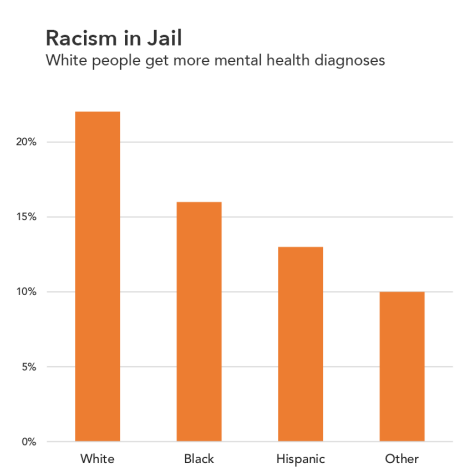 Racism in Jail
White people get more mental health diagnoses
20%
15%
10%
5%
0%
White Black Hispanic Other